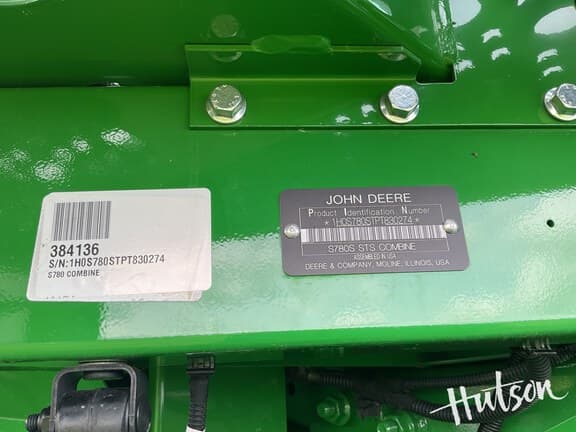 384136
S/N:1H0S780STPT830274
S780 COMBINE
JOHN DEERE
Product Identification Number
*1H0S780STPT830274*
S780S STS COMBINE
ASSEMBLED IN USA
DEERE & COMPANY, MOLINE, ILLINOIS, USA
Hutson